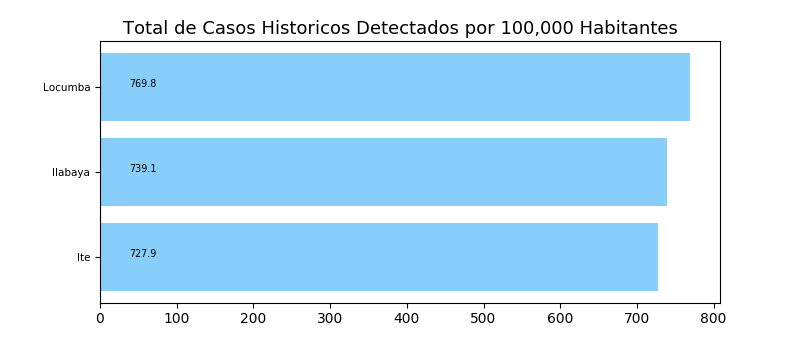 Total de Casos Historicos Detectados por 100,000 Habitantes
Locumba
769.8
Ilabaya
739.1
Ite
727.9
0 100 200 300 400 500 600 700 800